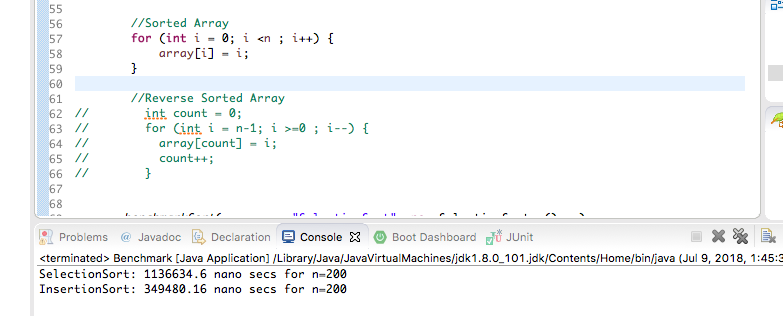 55
56 //Sorted Array
57 for (int i = 0; i <n ; i++) {
58 array[i] = i;
59 }
60
61 //Reverse Sorted Array
62 // int count = 0;
63 // for (int i = n-1; i >=0 ; i--) {
64 // array[count] = i;
65 // count++;
66 // }
67
68
Problems @ Javadoc Declaration Console Boot Dashboard JUnit
<terminated> Benchmark [Java Application] /Library/Java/JavaVirtualMachines/jdk1.8.0_101.jdk/Contents/Home/bin/java (Jul 9, 2018, 1:45:3
SelectionSort: 1136634.6 nano secs for n=200
InsertionSort: 349480.16 nano secs for n=200